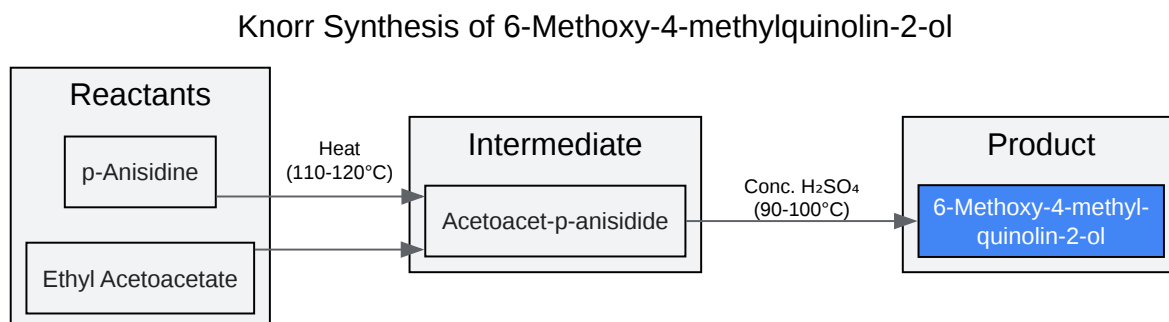 Knorr Synthesis of 6-Methoxy-4-methylquinolin-2-ol
Reactants
p-Anisidine
Ethyl Acetoacetate
Heat
(110-120°C)
Intermediate
Acetoacet-p-anisidide
Conc. H₂SO₄
(90-100°C)
Product
6-Methoxy-4-methyl-
quinolin-2-ol